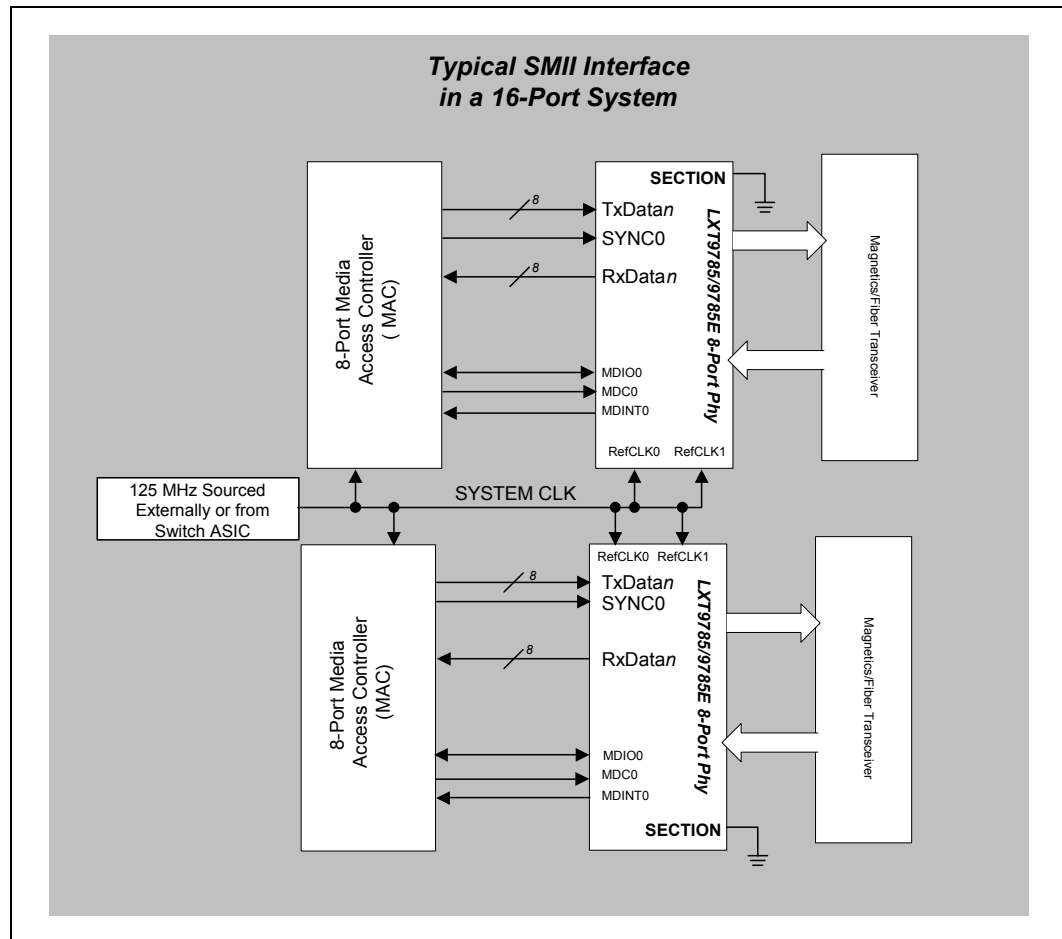 Typical SMII Interface
in a 16-Port System
8-Port Media
Access Controller
( MAC)
8
TxDatan
SYNC0
8
RxDatan
MDIO0
MDC0
MDINT0
SECTION
LXT9785/9785E 8-Port Phy
RefCLK0 RefCLK1
Magnetics/Fiber Transceiver
125 MHz Sourced
Externally or from
Switch ASIC
SYSTEM CLK
8-Port Media
Access Controller
(MAC)
RefCLK0 RefCLK1
8
TxDatan
SYNC0
8
RxDatan
MDIO0
MDC0
MDINT0
SECTION
LXT9785/9785E 8-Port Phy
Magnetics/Fiber Transceiver